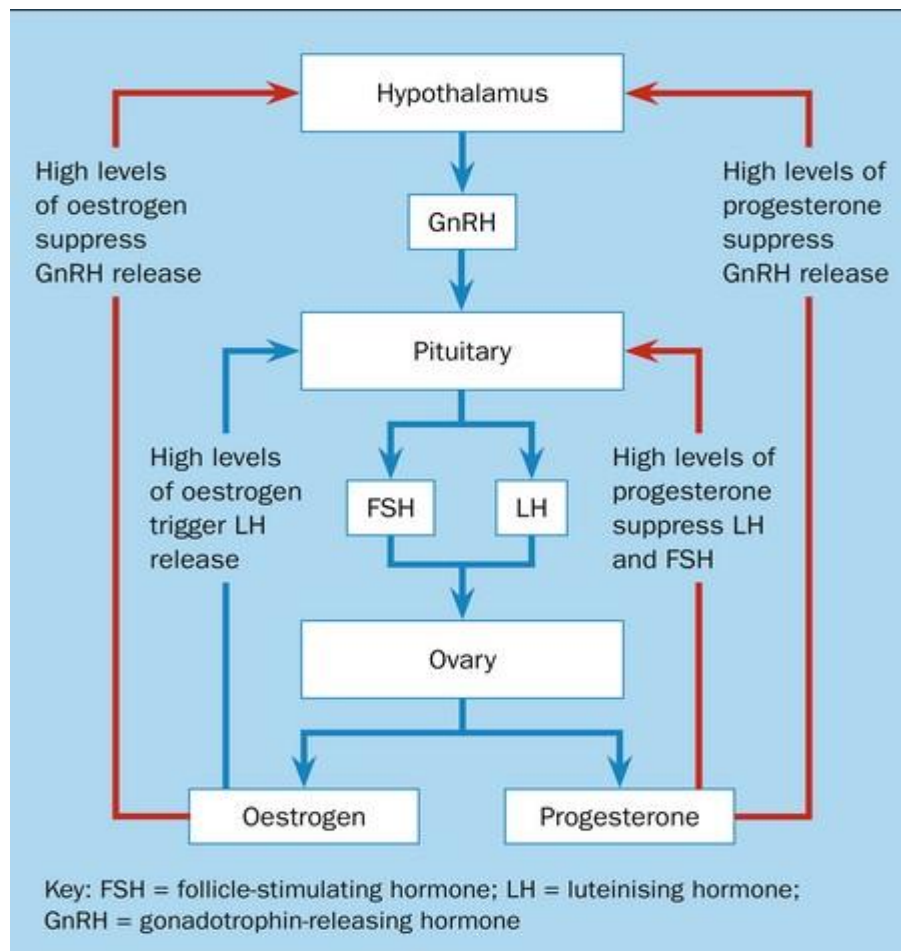 Hypothalamus
High levels
of oestrogen
suppress
GnRH release
GnRH
High levels of
progesterone
suppress
GnRH release
Pituitary
High levels
of oestrogen
trigger LH
release
FSH
LH
High levels of
progesterone
suppress LH
and FSH
Ovary
Oestrogen
Progesterone
Key: FSH = follicle-stimulating hormone; LH = luteinising hormone;
GnRH = gonadotrophin-releasing hormone